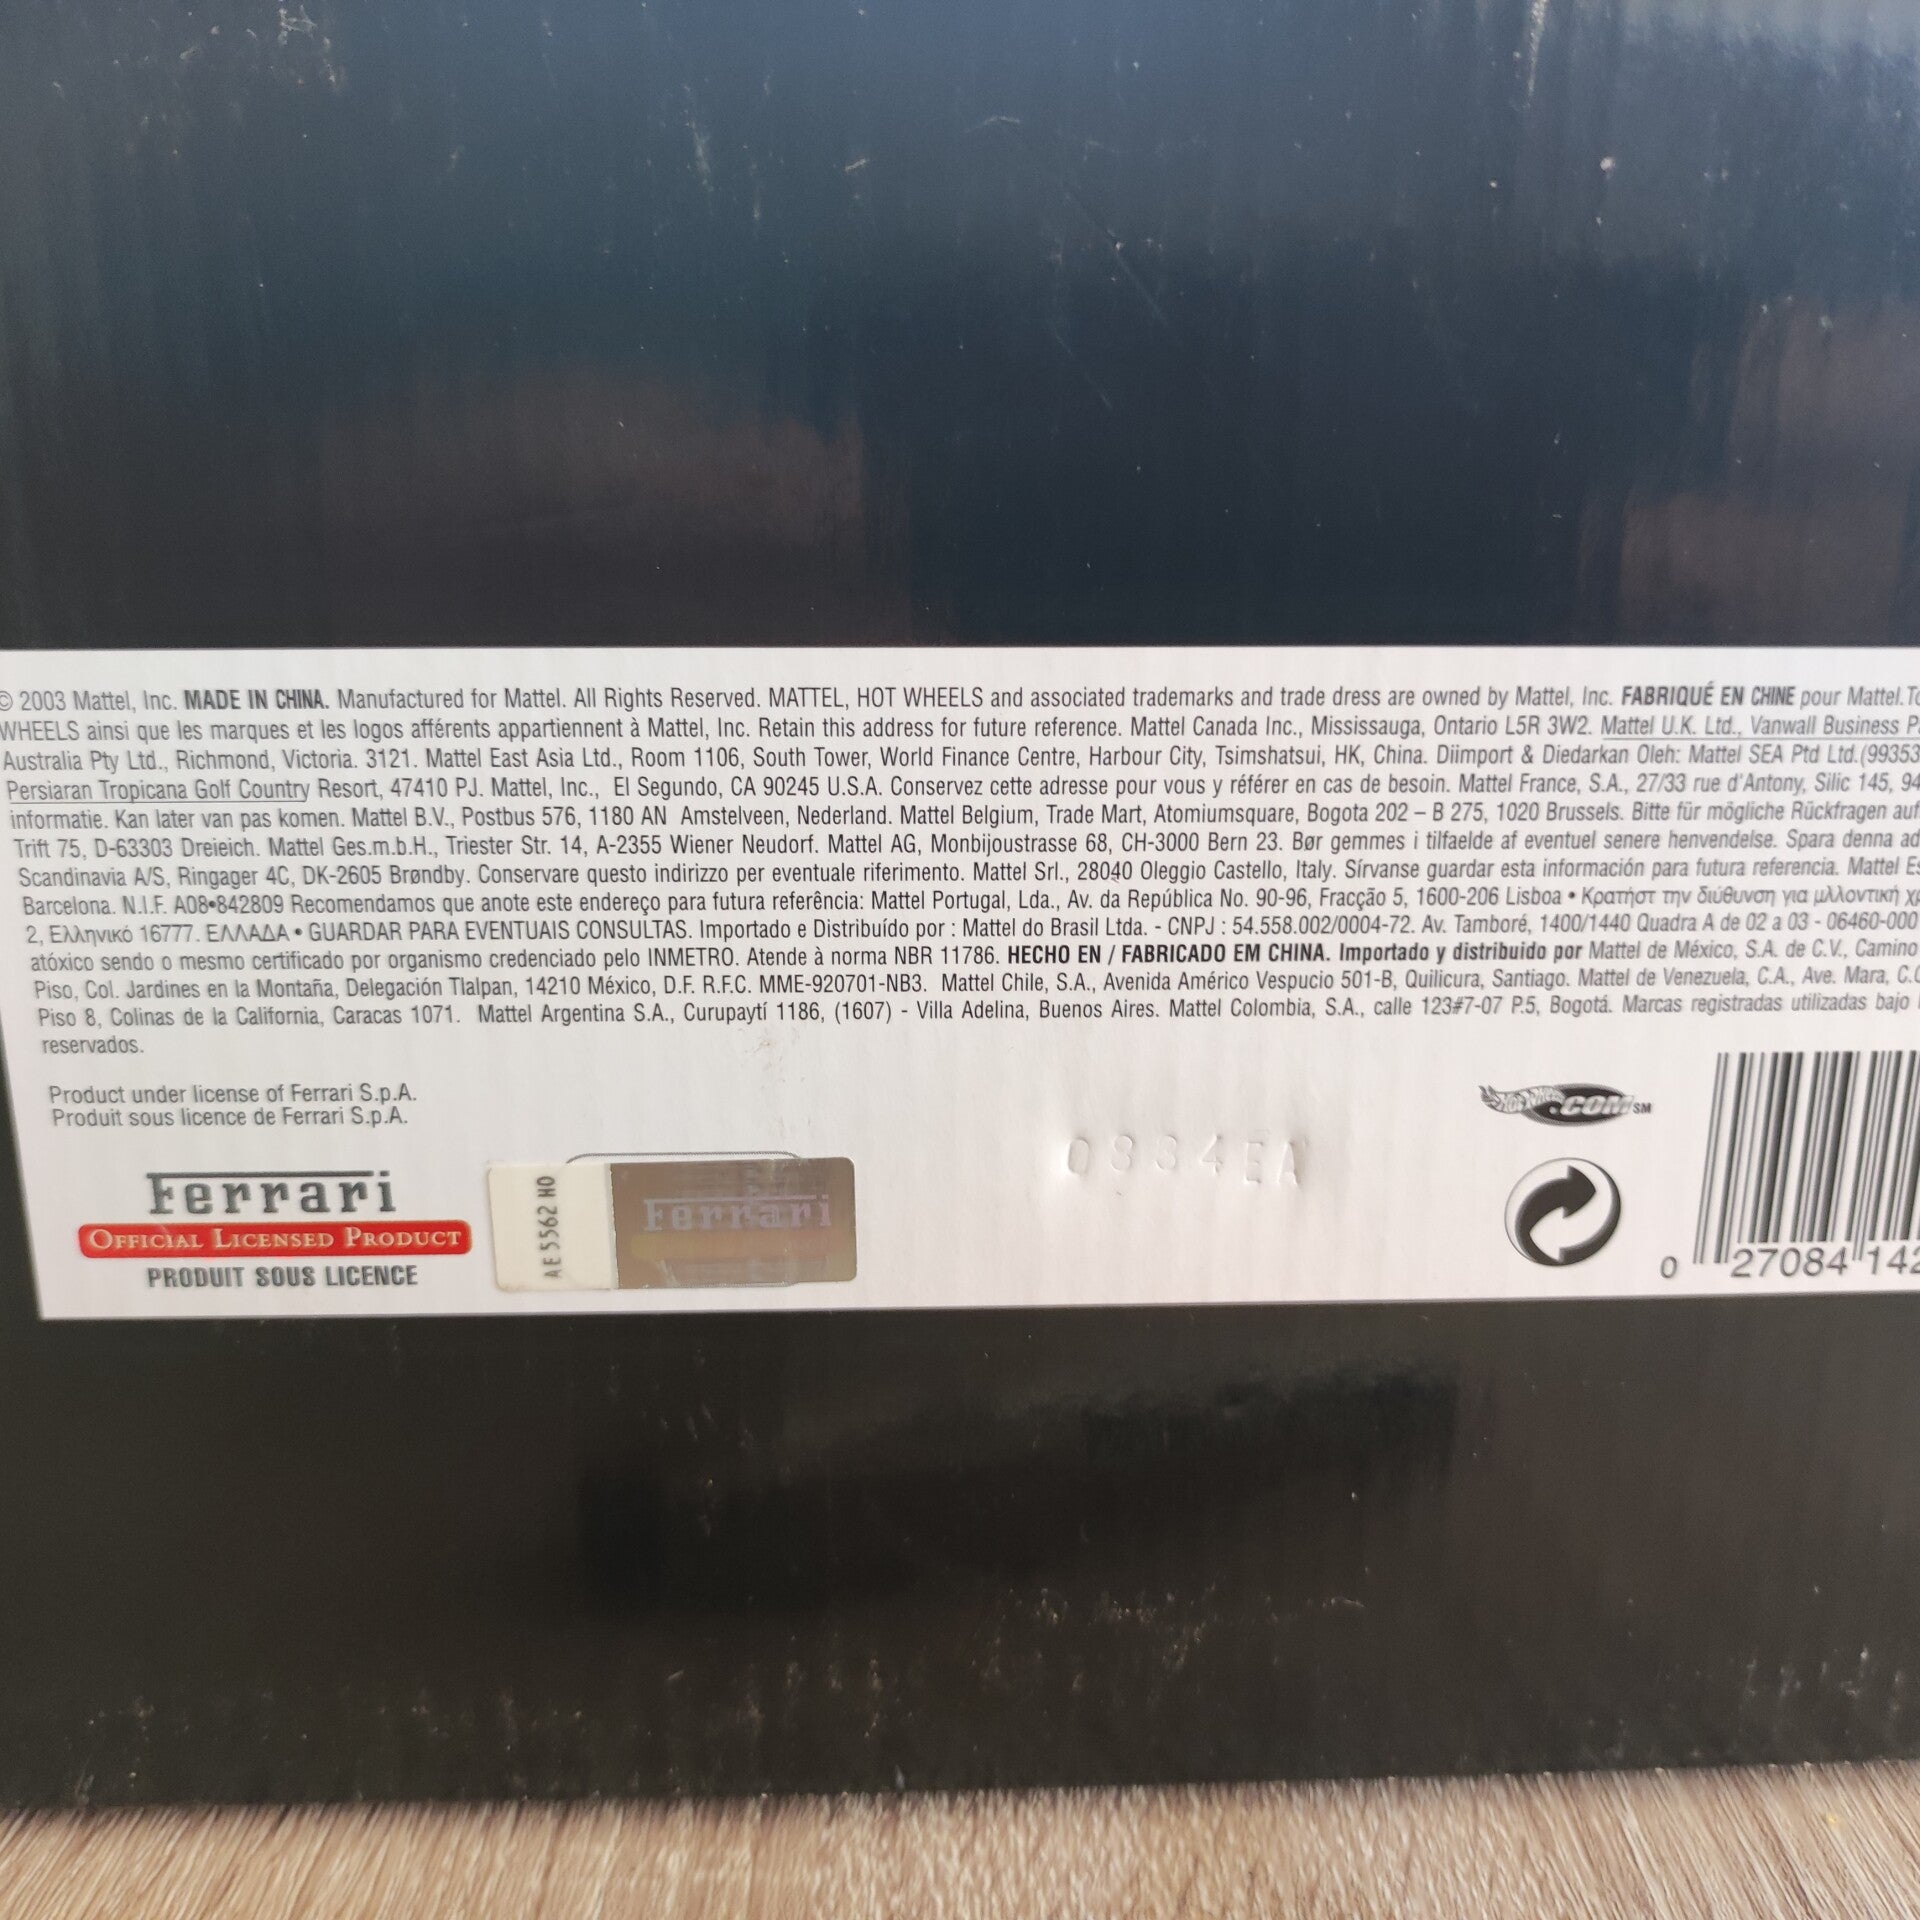 © 2003 Mattel, Inc. MADE IN CHINA. Manufactured for Mattel. All Rights Reserved. MATTEL, HOT WHEELS and associated trademarks and trade dress are owned by Mattel, Inc. FABRIQUÉ EN CHINE pour Mattel.
WHEELS ainsi que les marques et les logos afférents appartiennent à Mattel, Inc. Retain this address for future reference. Mattel Canada Inc., Mississauga, Ontario L5R 3W2. Mattel U.K. Ltd., Vanwall Business
Australia Pty Ltd., Richmond, Victoria. 3121. Mattel East Asia Ltd., Room 1106, South Tower, World Finance Centre, Harbour City, Tsimshatsui, HK, China. Diimport & Diedarkan Oleh: Mattel SEA Ptd Ltd.(99353
Persiaran Tropicana Golf Country Resort, 47410 PJ. Mattel, Inc., El Segundo, CA 90245 U.S.A. Conservez cette adresse pour vous y référer en cas de besoin. Mattel France, S.A., 27/33 rue d'Antony, Silic 145, 94
informatie. Kan later van pas komen. Mattel B.V., Postbus 576, 1180 AN Amstelveen, Nederland. Mattel Belgium, Trade Mart, Atomiumsquare, Bogota 202 – B 275, 1020 Brussels. Bitte für mögliche Rückfragen auf
Trift 75, D-63303 Dreieich. Mattel Ges.m.b.H., Triester Str. 14, A-2355 Wiener Neudorf. Mattel AG, Monbijoustrasse 68, CH-3000 Bern 23. Bør gemmes i tilfaelde af eventuel senere henvendelse. Spara denna ad
Scandinavia A/S, Ringager 4C, DK-2605 Brøndby. Conservare questo indirizzo per eventuale riferimento. Mattel Srl., 28040 Oleggio Castello, Italy. Sírvanse guardar esta información para futura referencia. Mattel Es
Barcelona. N.I.F. A08•842809 Recomendamos que anote este endereço para futura referência: Mattel Portugal, Lda., Av. da República No. 90-96, Fracção 5, 1600-206 Lisboa • Κρατήστ την διύθυνση για μλλοντική
2, Ελληνικό 16777. ΕΛΛΑΔΑ • GUARDAR PARA EVENTUAIS CONSULTAS. Importado e Distribuído por : Mattel do Brasil Ltda. - CNPJ : 54.558.002/0004-72. Av. Tamboré, 1400/1440 Quadra A de 02 a 03 - 06460-000
atóxico sendo o mesmo certificado por organismo credenciado pelo INMETRO. Atende à norma NBR 11786. HECHO EN / FABRICADO EM CHINA. Importado y distribuido por Mattel de México, S.A. de C.V., Camino
Piso, Col. Jardines en la Montaña, Delegación Tlalpan, 14210 México, D.F. R.F.C. MME-920701-NB3. Mattel Chile, S.A., Avenida Américo Vespucio 501-B, Quilicura, Santiago. Mattel de Venezuela, C.A., Ave. Mara, C.C
Piso 8, Colinas de la California, Caracas 1071. Mattel Argentina S.A., Curupaytí 1186, (1607) - Villa Adelina, Buenos Aires. Mattel Colombia, S.A., calle 123#7-07 P.5, Bogotá. Marcas registradas utilizadas bajo
reservados.
Product under license of Ferrari S.p.A.
Produit sous licence de Ferrari S.p.A.
Ferrari
OFFICIAL LICENSED PRODUCT
PRODUIT SOUS LICENCE
AE 5562 HO
Ferrari
0884EA
HOT WHEELS.COM SM
0 27084 142